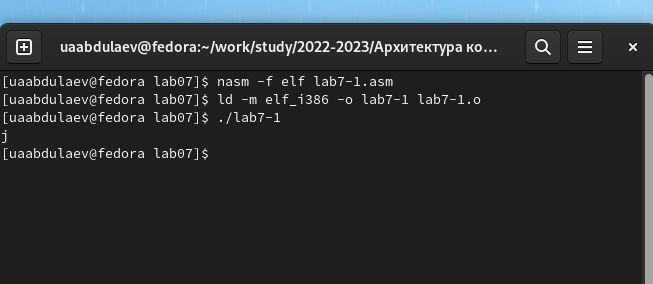 uaabdulaev@fedora:~/work/study/2022-2023/Архитектура ко...
[uaabdulaev@fedora lab07]$ nasm -f elf lab7-1.asm
[uaabdulaev@fedora lab07]$ ld -m elf_i386 -o lab7-1 lab7-1.o
[uaabdulaev@fedora lab07]$ ./lab7-1
j
[uaabdulaev@fedora lab07]$